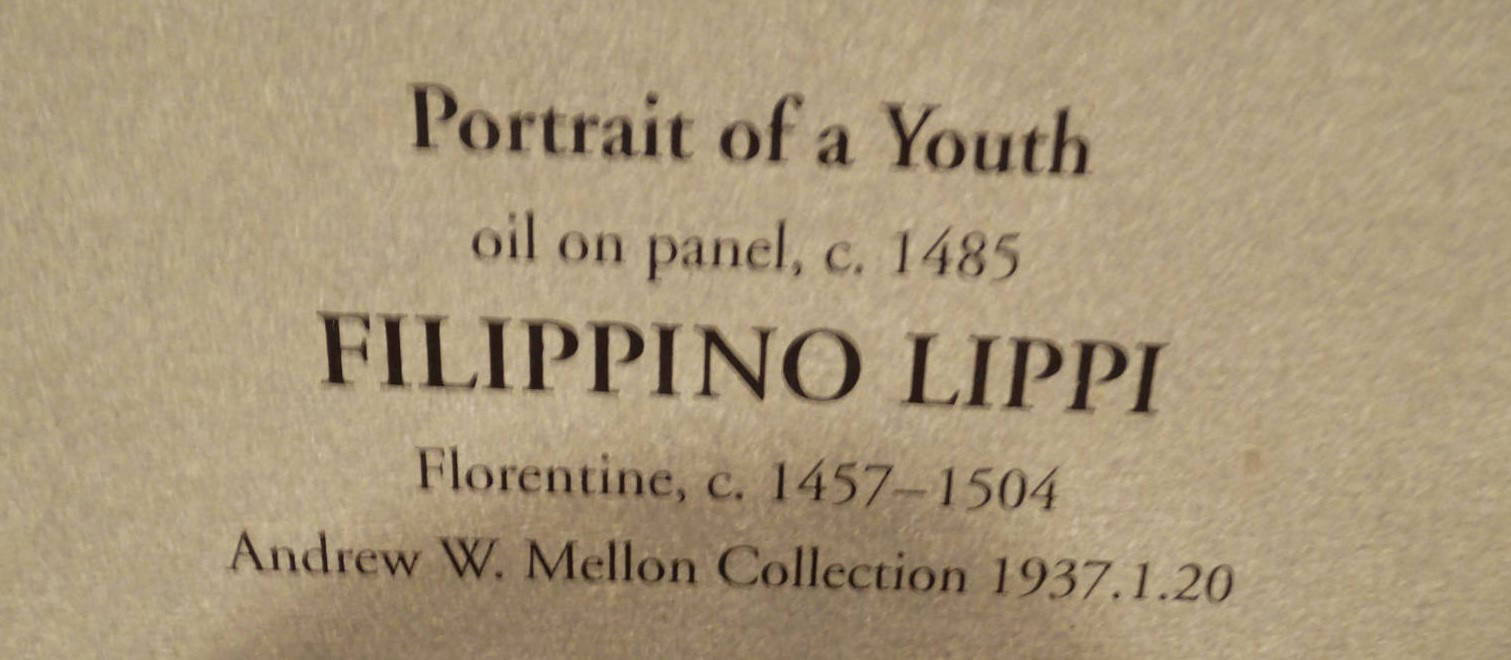 Portrait of a Youth
oil on panel, c. 1485
FILIPPINO LIPPI
Florentine, c. 1457–1504
Andrew W. Mellon Collection 1937.1.20